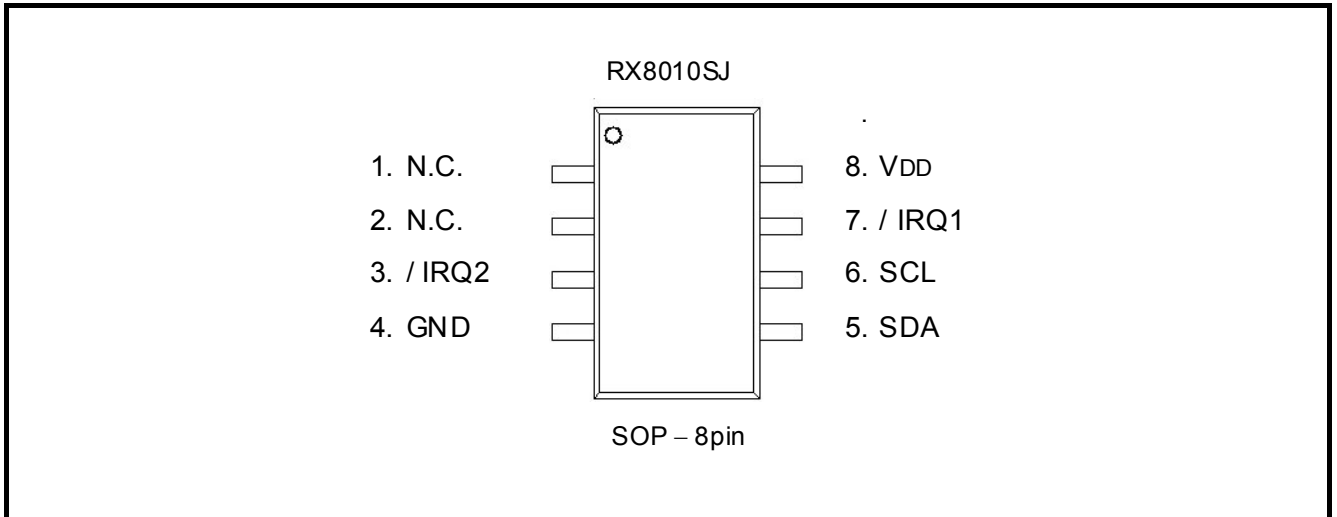 RX8010SJ
1. N.C.
8. VDD
2. N.C.
7. / IRQ1
3. / IRQ2
6. SCL
4. GND
5. SDA
SOP – 8pin